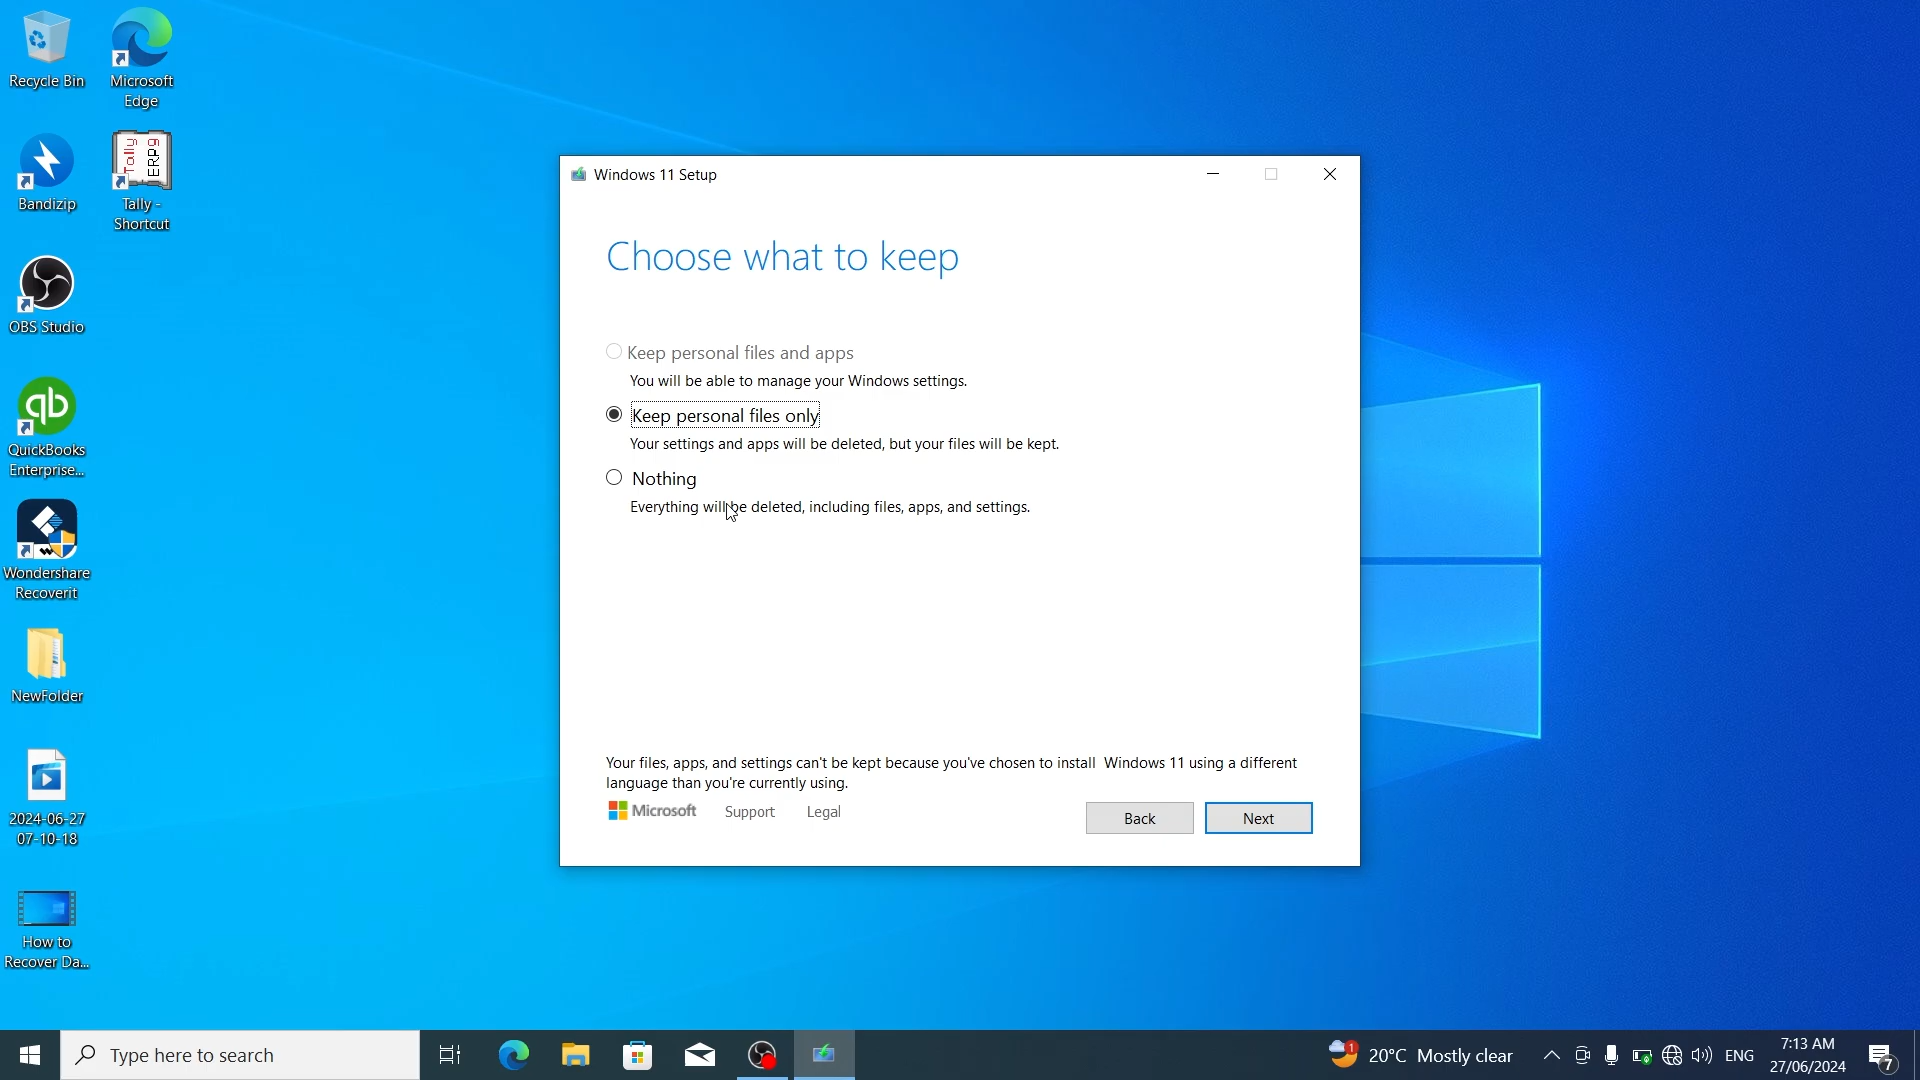 Recycle Bin
Microsoft
Edge
Bandizip
Tally
ERPg
Tally -
Shortcut
OBS Studio
qb
QuickBooks
Enterprise...
Wondershare
Recoverit
NewFolder
2024-06-27
07-10-18
How to
Recover Da...
Windows 11 Setup
Choose what to keep
Keep personal files and apps
You will be able to manage your Windows settings.
Keep personal files only
Your settings and apps will be deleted, but your files will be kept.
Nothing
Everything will be deleted, including files, apps, and settings.
Your files, apps, and settings can't be kept because you've chosen to install Windows 11 using a different
language than you're currently using.
Microsoft Support Legal
Back Next
Type here to search
1 20°C Mostly clear
ENG
7:13 AM
27/06/2024
7